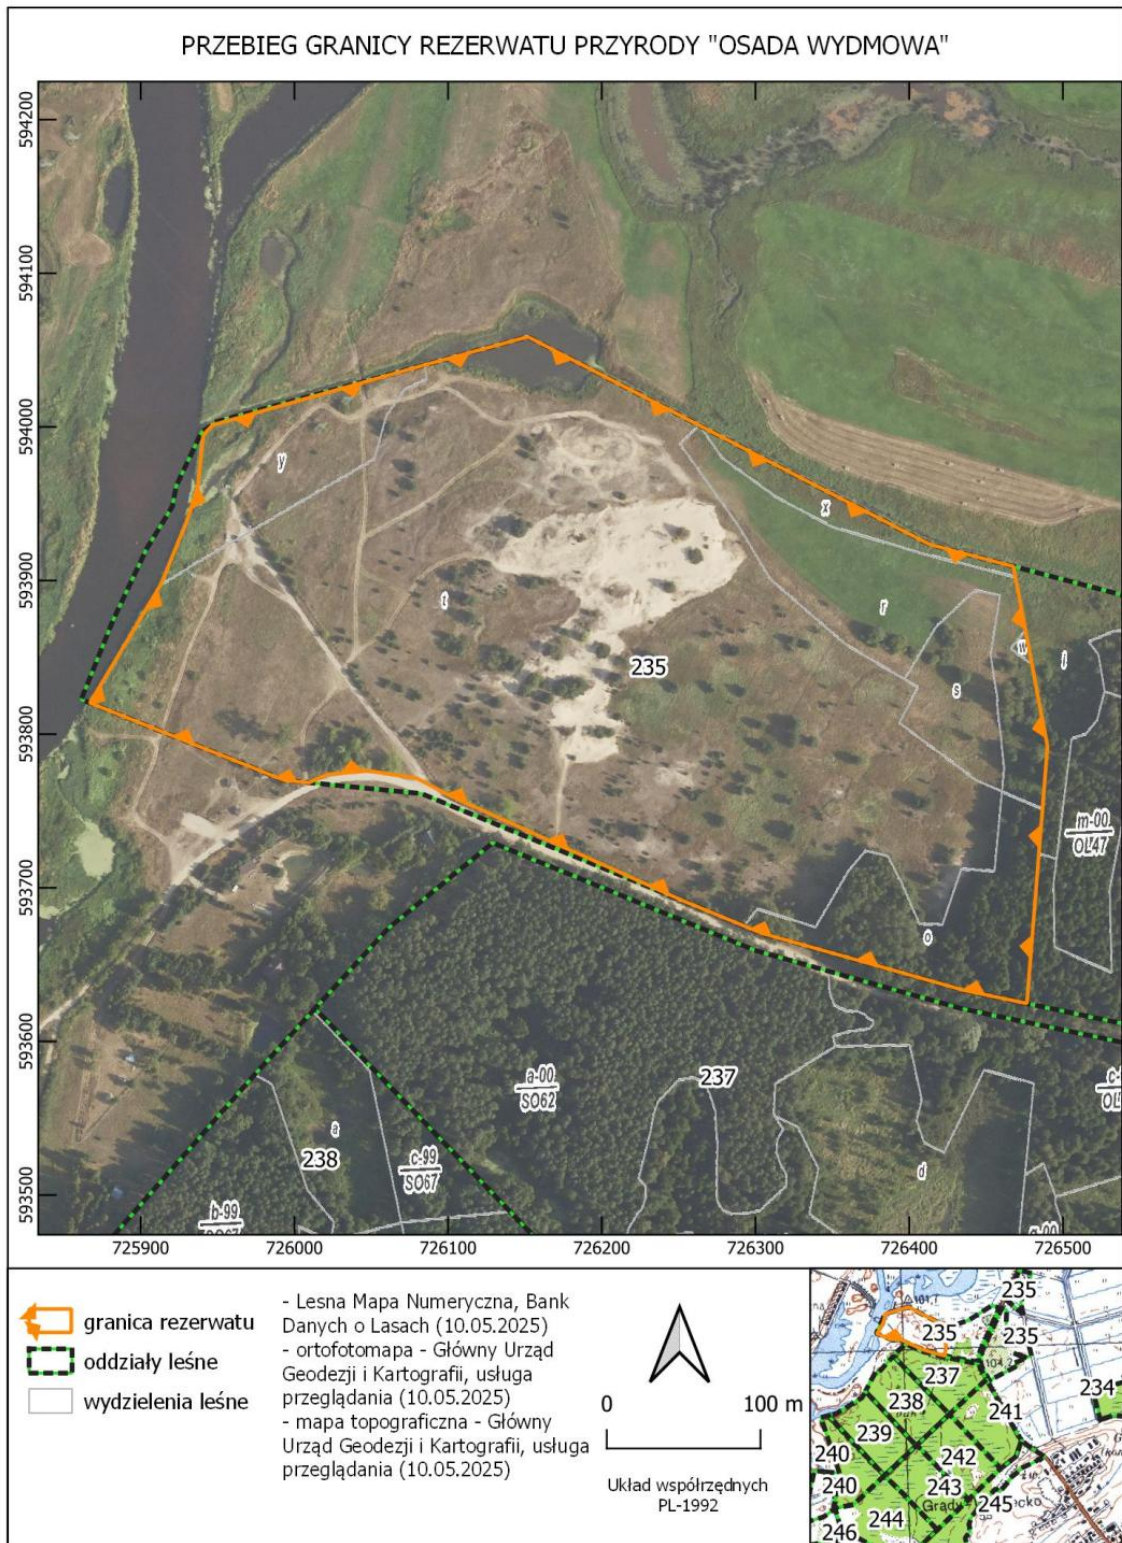 PRZEBIEG GRANICY REZERWATU PRZYRODY "OSADA WYDMOWA"
594200
594100
594000
593900
593800
593700
593600
593500
y
x
t
r
w
i
235
s
m-00
OL47
o
a-00
SO62
237
a
238
c-99
SO67
d
b-99
725900
726000
726100
726200
726300
726400
726500
granica rezerwatu
oddziały leśne
wydzielenia leśne
- Lesna Mapa Numeryczna, Bank
Danych o Lasach (10.05.2025)
- ortofotomapa - Główny Urząd
Geodezji i Kartografii, usługa
przeglądania (10.05.2025)
- mapa topograficzna - Główny
Urząd Geodezji i Kartografii, usługa
przeglądania (10.05.2025)
0
100 m
Układ współrzędnych
PL-1992
235
235
235
237
234
238
241
239
240
242
240
243
245
244
246